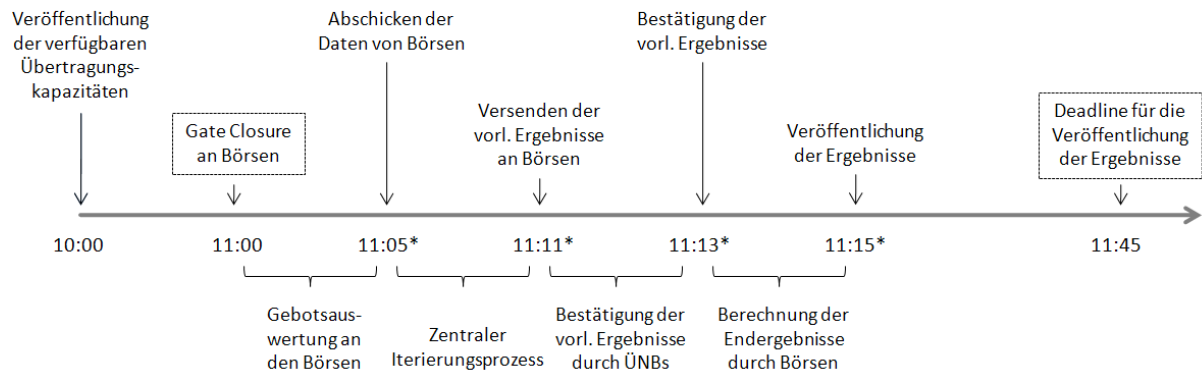 Veröffentlichung
der verfügbaren
Übertragungs-
kapazitäten
Gate Closure
an Börsen
Abschicken der
Daten von Börsen
Versenden der
vorl. Ergebnisse
an Börsen
Bestätigung der
vorl. Ergebnisse
Veröffentlichung
der Ergebnisse
Deadline für die
Veröffentlichung
der Ergebnisse
10:00
11:00
11:05*
11:11*
11:13*
11:15*
11:45
Gebotsaus-
wertung an
den Börsen
Zentraler
Iterierungsprozess
Bestätigung der
vorl. Ergebnisse
durch ÜNBs
Berechnung der
Endergebnisse
durch Börsen